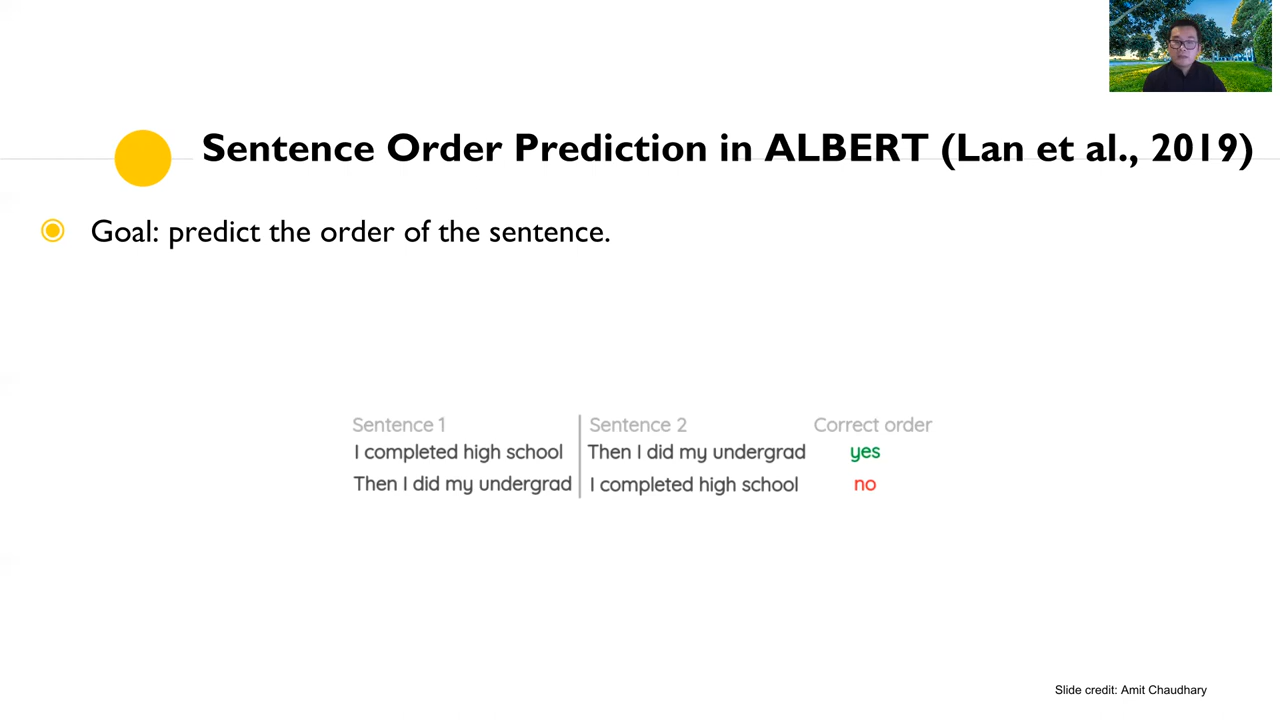 Sentence Order Prediction in ALBERT (Lan et al., 2019)
Goal: predict the order of the sentence.
Sentence 1 Sentence 2 Correct order
I completed high school Then I did my undergrad yes
Then I did my undergrad I completed high school no
Slide credit: Amit Chaudhary